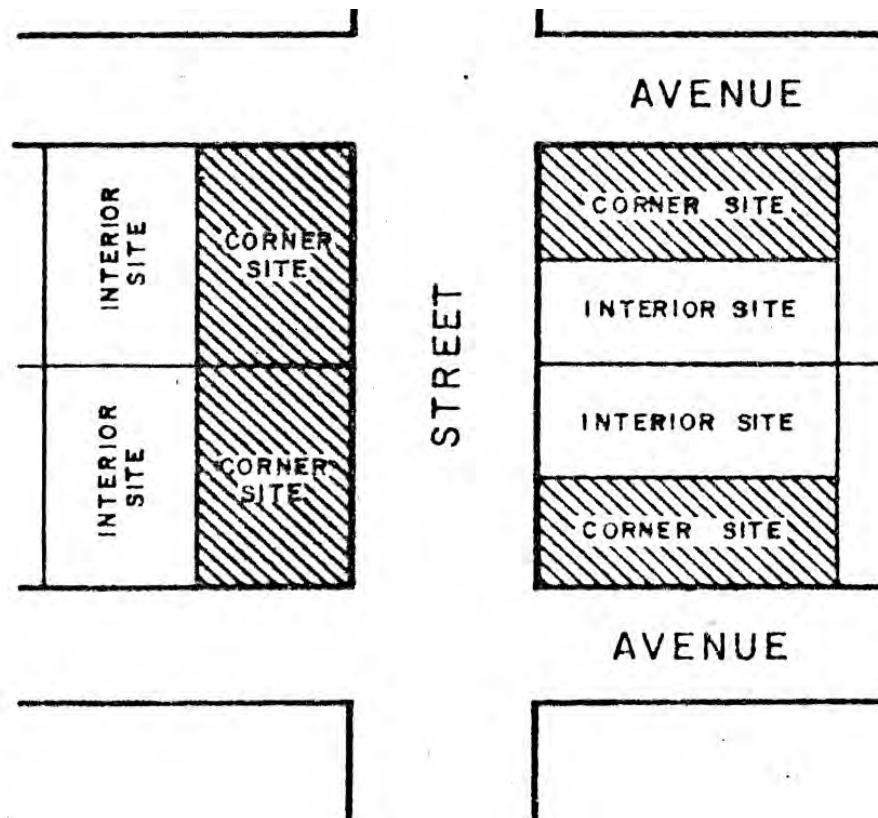 AVENUE
INTERIOR
SITE
CORNER
SITE
CORNER SITE
INTERIOR SITE
STREET
INTERIOR
SITE
CORNER
SITE
INTERIOR SITE
CORNER SITE
AVENUE